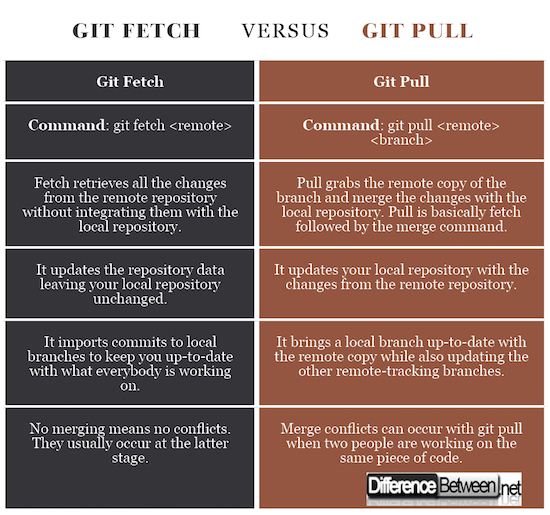 GIT FETCH VERSUS GIT PULL
Git Fetch
Git Pull
Command: git fetch <remote>
Command: git pull <remote>
<branch>
Fetch retrieves all the changes
from the remote repository
without integrating them with the
local repository.
Pull grabs the remote copy of the
branch and merge the changes with the
local repository. Pull is basically fetch
followed by the merge command.
It updates the repository data
leaving your local repository
unchanged.
It updates your local repository with the
changes from the remote repository.
It imports commits to local
branches to keep you up-to-date
with what everybody is working
on.
It brings a local branch up-to-date with
the remote copy while also updating the
other remote-tracking branches.
No merging means no conflicts.
They usually occur at the latter
stage.
Merge conflicts can occur with git pull
when two people are working on the
same piece of code.
DifferenceBetween.net